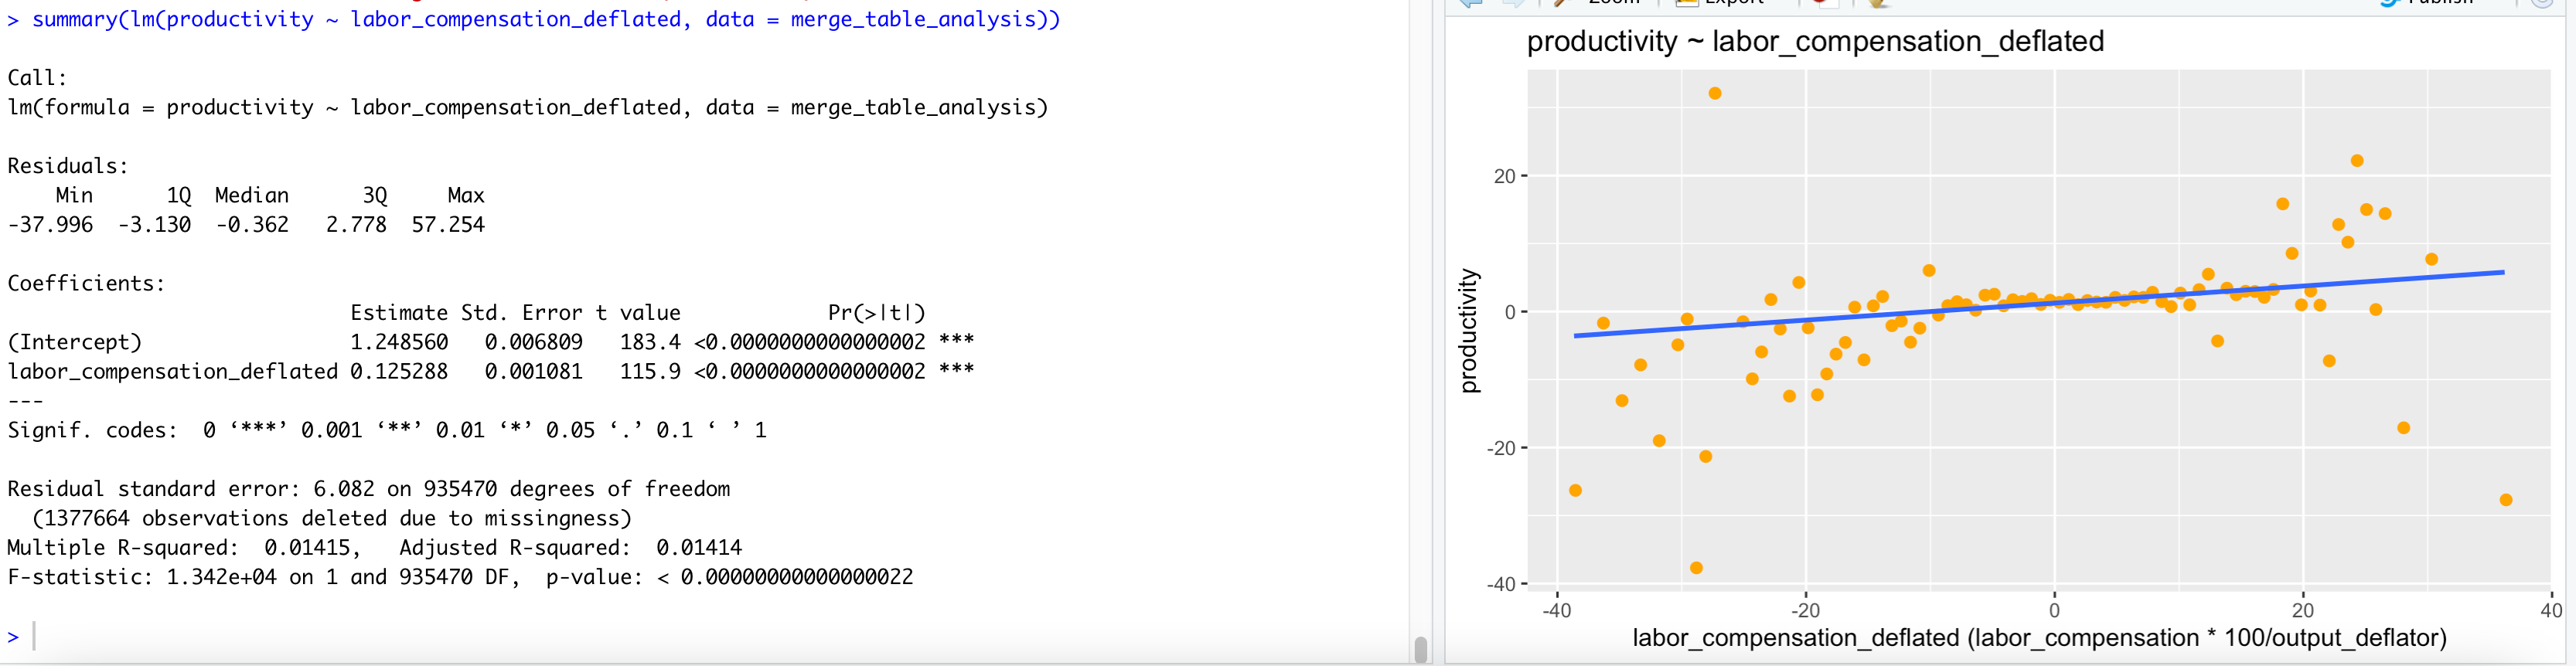 > summary(lm(productivity ~ labor_compensation_deflated, data = merge_table_analysis))
Call:
lm(formula = productivity ~ labor_compensation_deflated, data = merge_table_analysis)
Residuals:
Min 1Q Median 3Q Max
-37.996 -3.130 -0.362 2.778 57.254
Coefficients:
Estimate Std. Error t value Pr(>|t|)
(Intercept) 1.248560 0.006809 183.4 <0.0000000000000002 ***
labor_compensation_deflated 0.125288 0.001081 115.9 <0.0000000000000002 ***
---
Signif. codes: 0 ‘***’ 0.001 ‘**’ 0.01 ‘*’ 0.05 ‘.’ 0.1 ‘ ’ 1
Residual standard error: 6.082 on 935470 degrees of freedom
(1377664 observations deleted due to missingness)
Multiple R-squared: 0.01415, Adjusted R-squared: 0.01414
F-statistic: 1.342e+04 on 1 and 935470 DF, p-value: < 0.00000000000000022
>
Zoom Export Publish
productivity ~ labor_compensation_deflated
productivity
20
0
-20
-40
-40 -20 0 20 40
labor_compensation_deflated (labor_compensation * 100/output_deflator)